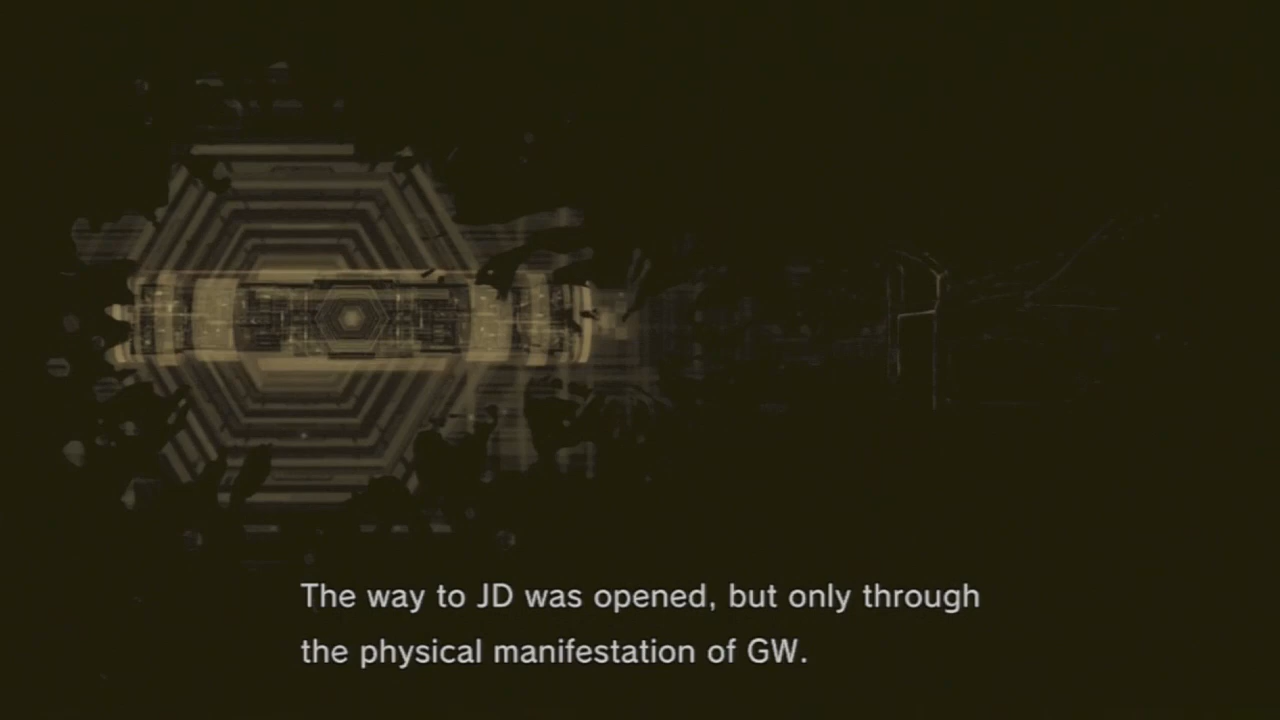 The way to JD was opened, but only through
the physical manifestation of GW.